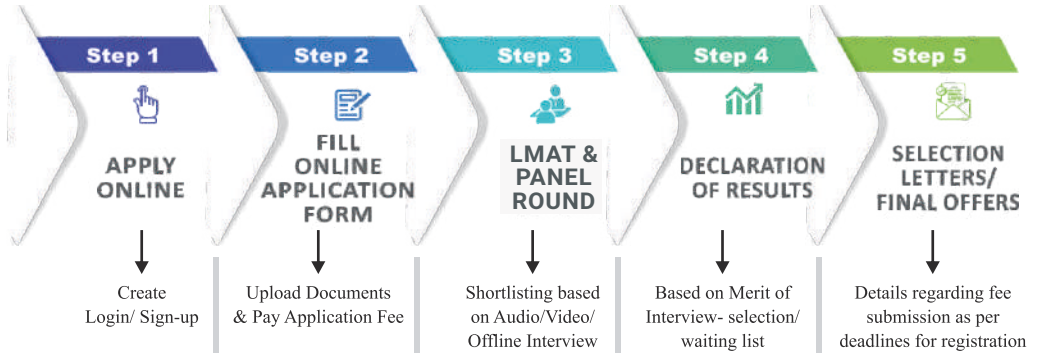 Step 1
APPLY
ONLINE
Create
Login/ Sign-up
Step 2
FILL
ONLINE
APPLICATION
FORM
Upload Documents
& Pay Application Fee
Step 3
LMAT &
PANEL
ROUND
Shortlisting based
on Audio/Video/
Offline Interview
Step 4
DECLARATION
OF RESULTS
Based on Merit of
Interview- selection/
waiting list
Step 5
SELECTION
LETTERS/
FINAL OFFERS
Details regarding fee
submission as per
deadlines for registration